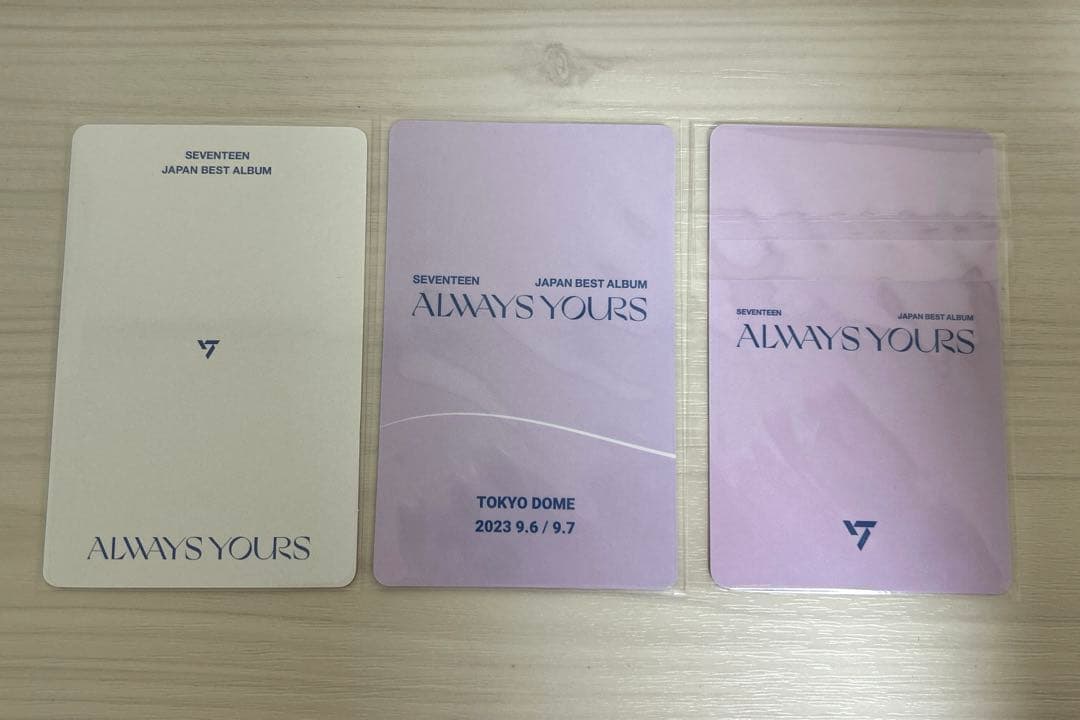 SEVENTEEN
JAPAN BEST ALBUM
ALWAYS YOURS
SEVENTEEN JAPAN BEST ALBUM
ALWAYS YOURS
TOKYO DOME
2023 9.6 / 9.7
SEVENTEEN JAPAN BEST ALBUM
ALWAYS YOURS